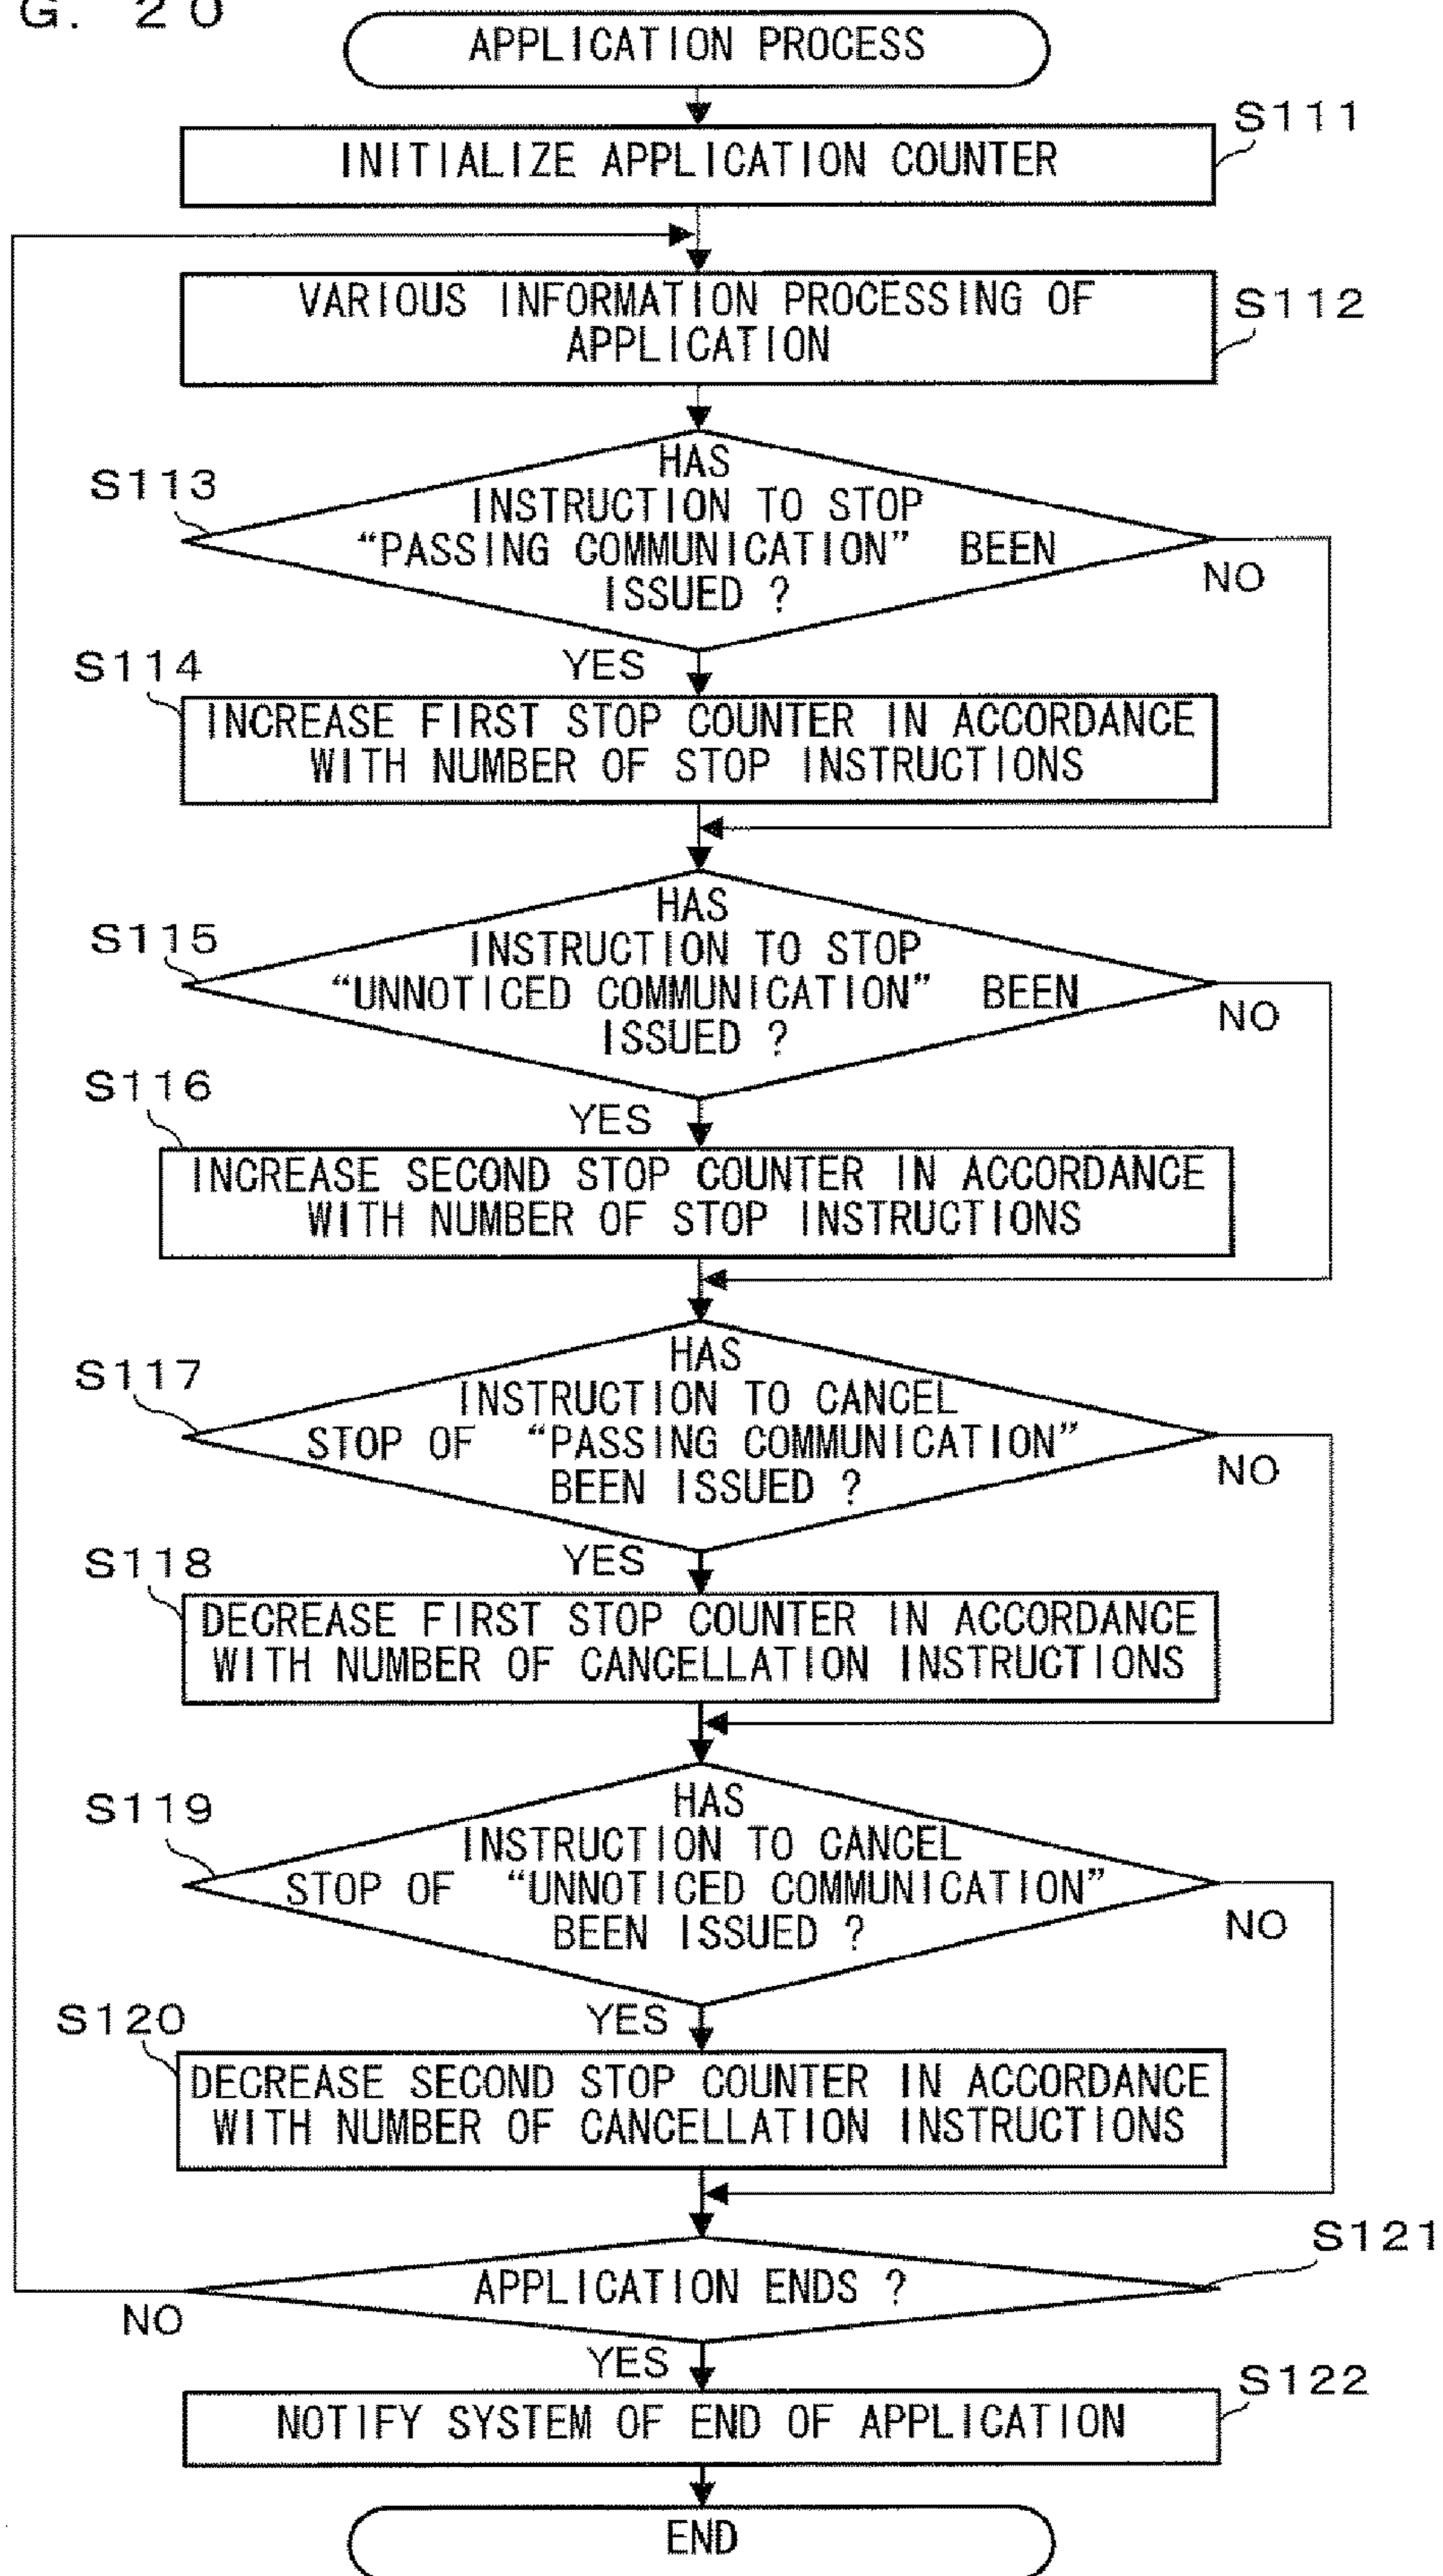 G. 20
APPLICATION PROCESS
S111
INITIALIZE APPLICATION COUNTER
VARIOUS INFORMATION PROCESSING OF
APPLICATION
S112
S113
HAS
INSTRUCTION TO STOP
“PASSING COMMUNICATION” BEEN
ISSUED ?
NO
YES
S114
INCREASE FIRST STOP COUNTER IN ACCORDANCE
WITH NUMBER OF STOP INSTRUCTIONS
S115
HAS
INSTRUCTION TO STOP
“UNNOTICED COMMUNICATION” BEEN
ISSUED ?
NO
YES
S116
INCREASE SECOND STOP COUNTER IN ACCORDANCE
WITH NUMBER OF STOP INSTRUCTIONS
S117
HAS
INSTRUCTION TO CANCEL
STOP OF “PASSING COMMUNICATION”
BEEN ISSUED ?
NO
YES
S118
DECREASE FIRST STOP COUNTER IN ACCORDANCE
WITH NUMBER OF CANCELLATION INSTRUCTIONS
S119
HAS
INSTRUCTION TO CANCEL
STOP OF “UNNOTICED COMMUNICATION”
BEEN ISSUED ?
NO
YES
S120
DECREASE SECOND STOP COUNTER IN ACCORDANCE
WITH NUMBER OF CANCELLATION INSTRUCTIONS
S121
APPLICATION ENDS ?
NO
YES
S122
NOTIFY SYSTEM OF END OF APPLICATION
END